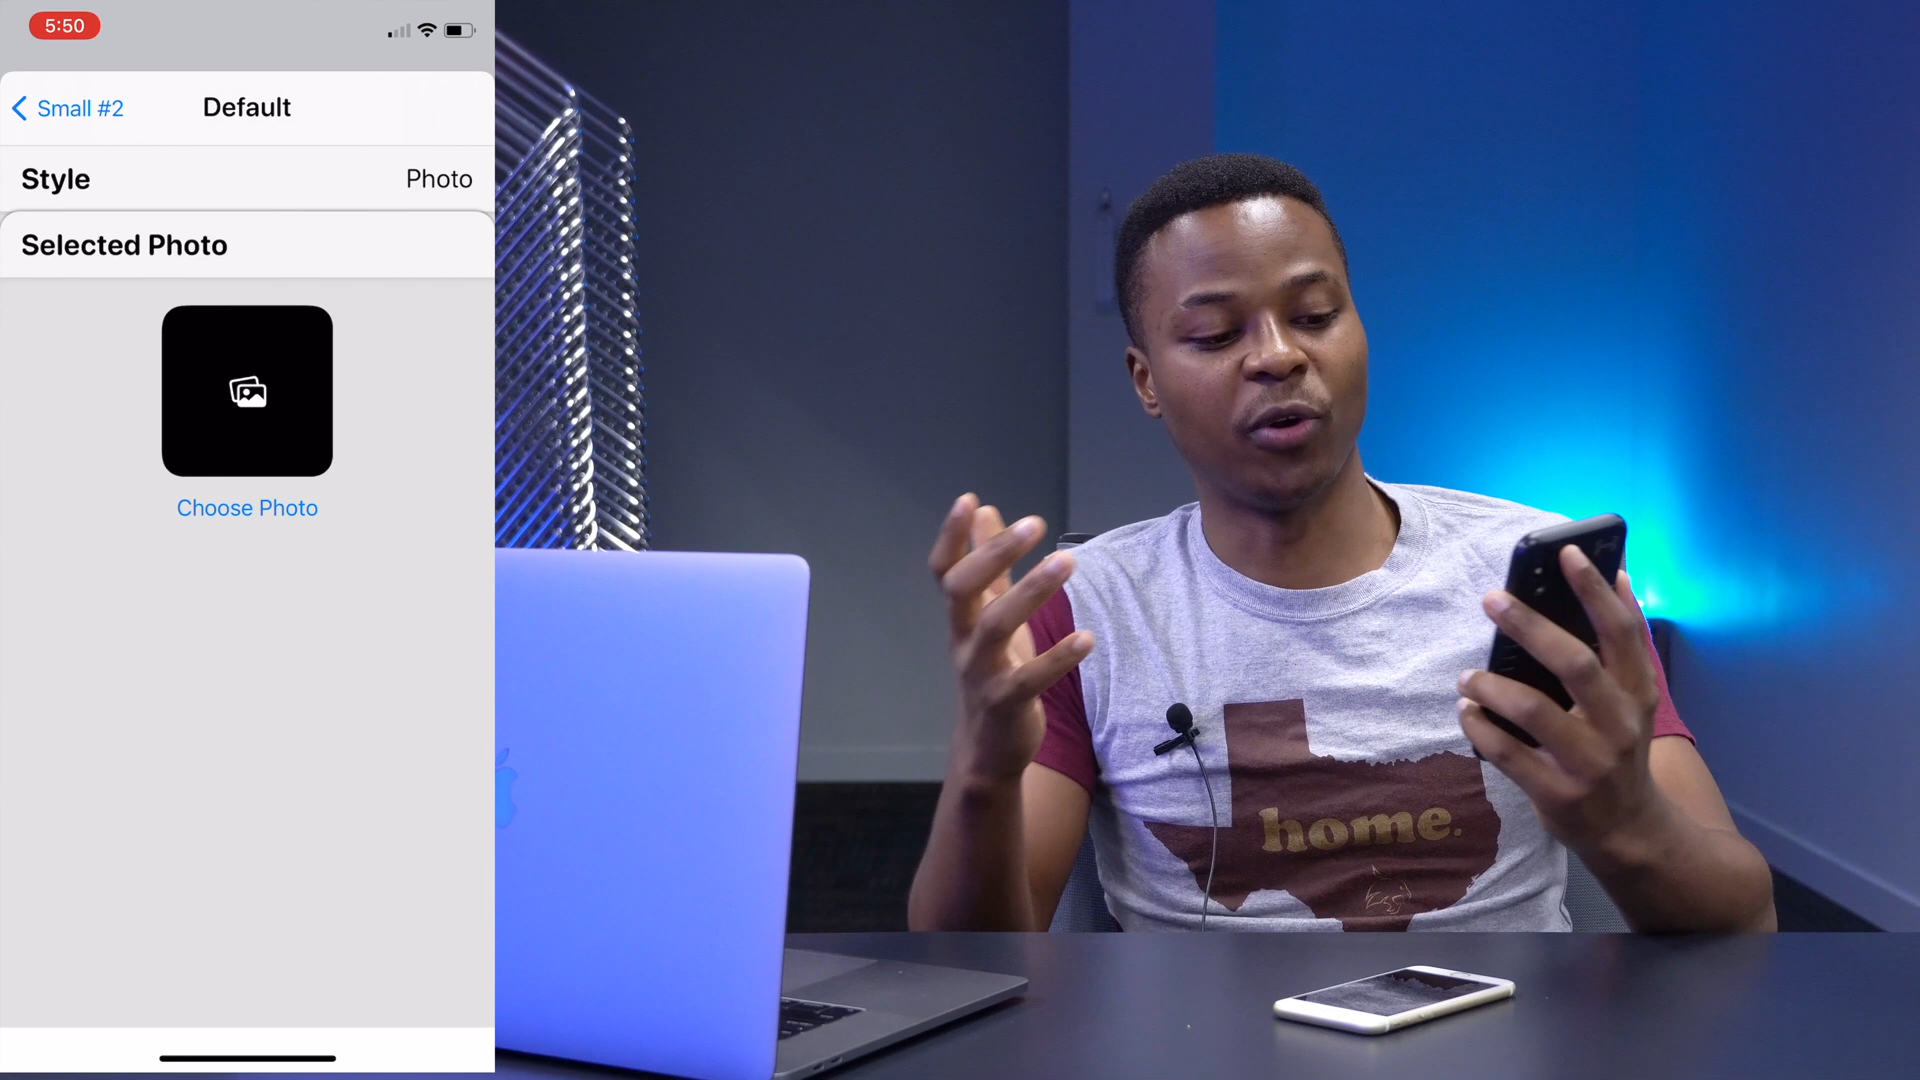 5:50
Small #2
Default
Style
Photo
Selected Photo
Choose Photo
home.